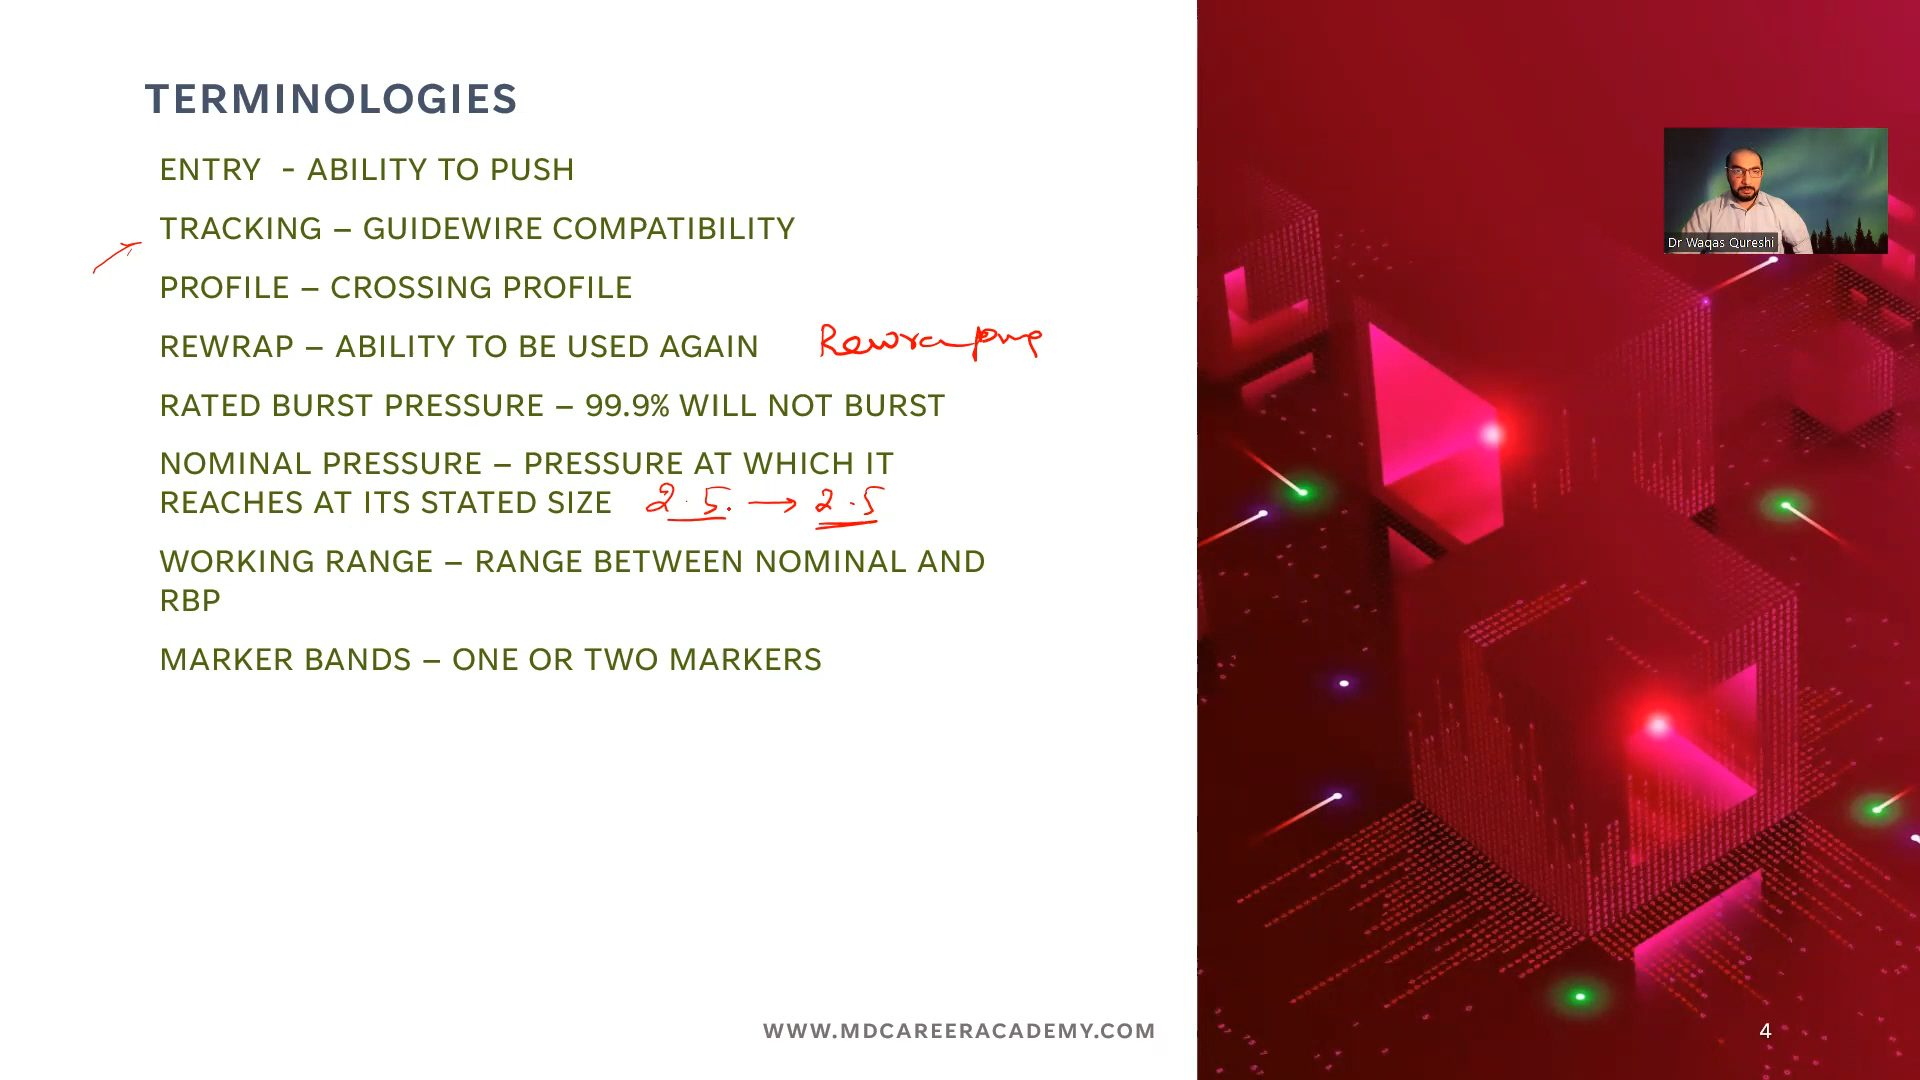 TERMINOLOGIES
ENTRY - ABILITY TO PUSH
TRACKING – GUIDEWIRE COMPATIBILITY
PROFILE – CROSSING PROFILE
REWRAP – ABILITY TO BE USED AGAIN
Rewrapping
RATED BURST PRESSURE – 99.9% WILL NOT BURST
NOMINAL PRESSURE – PRESSURE AT WHICH IT
REACHES AT ITS STATED SIZE 2.5. → 2.5
WORKING RANGE – RANGE BETWEEN NOMINAL AND
RBP
MARKER BANDS – ONE OR TWO MARKERS
WWW.MDCAREERACADEMY.COM
4
Dr Waqas Qureshi